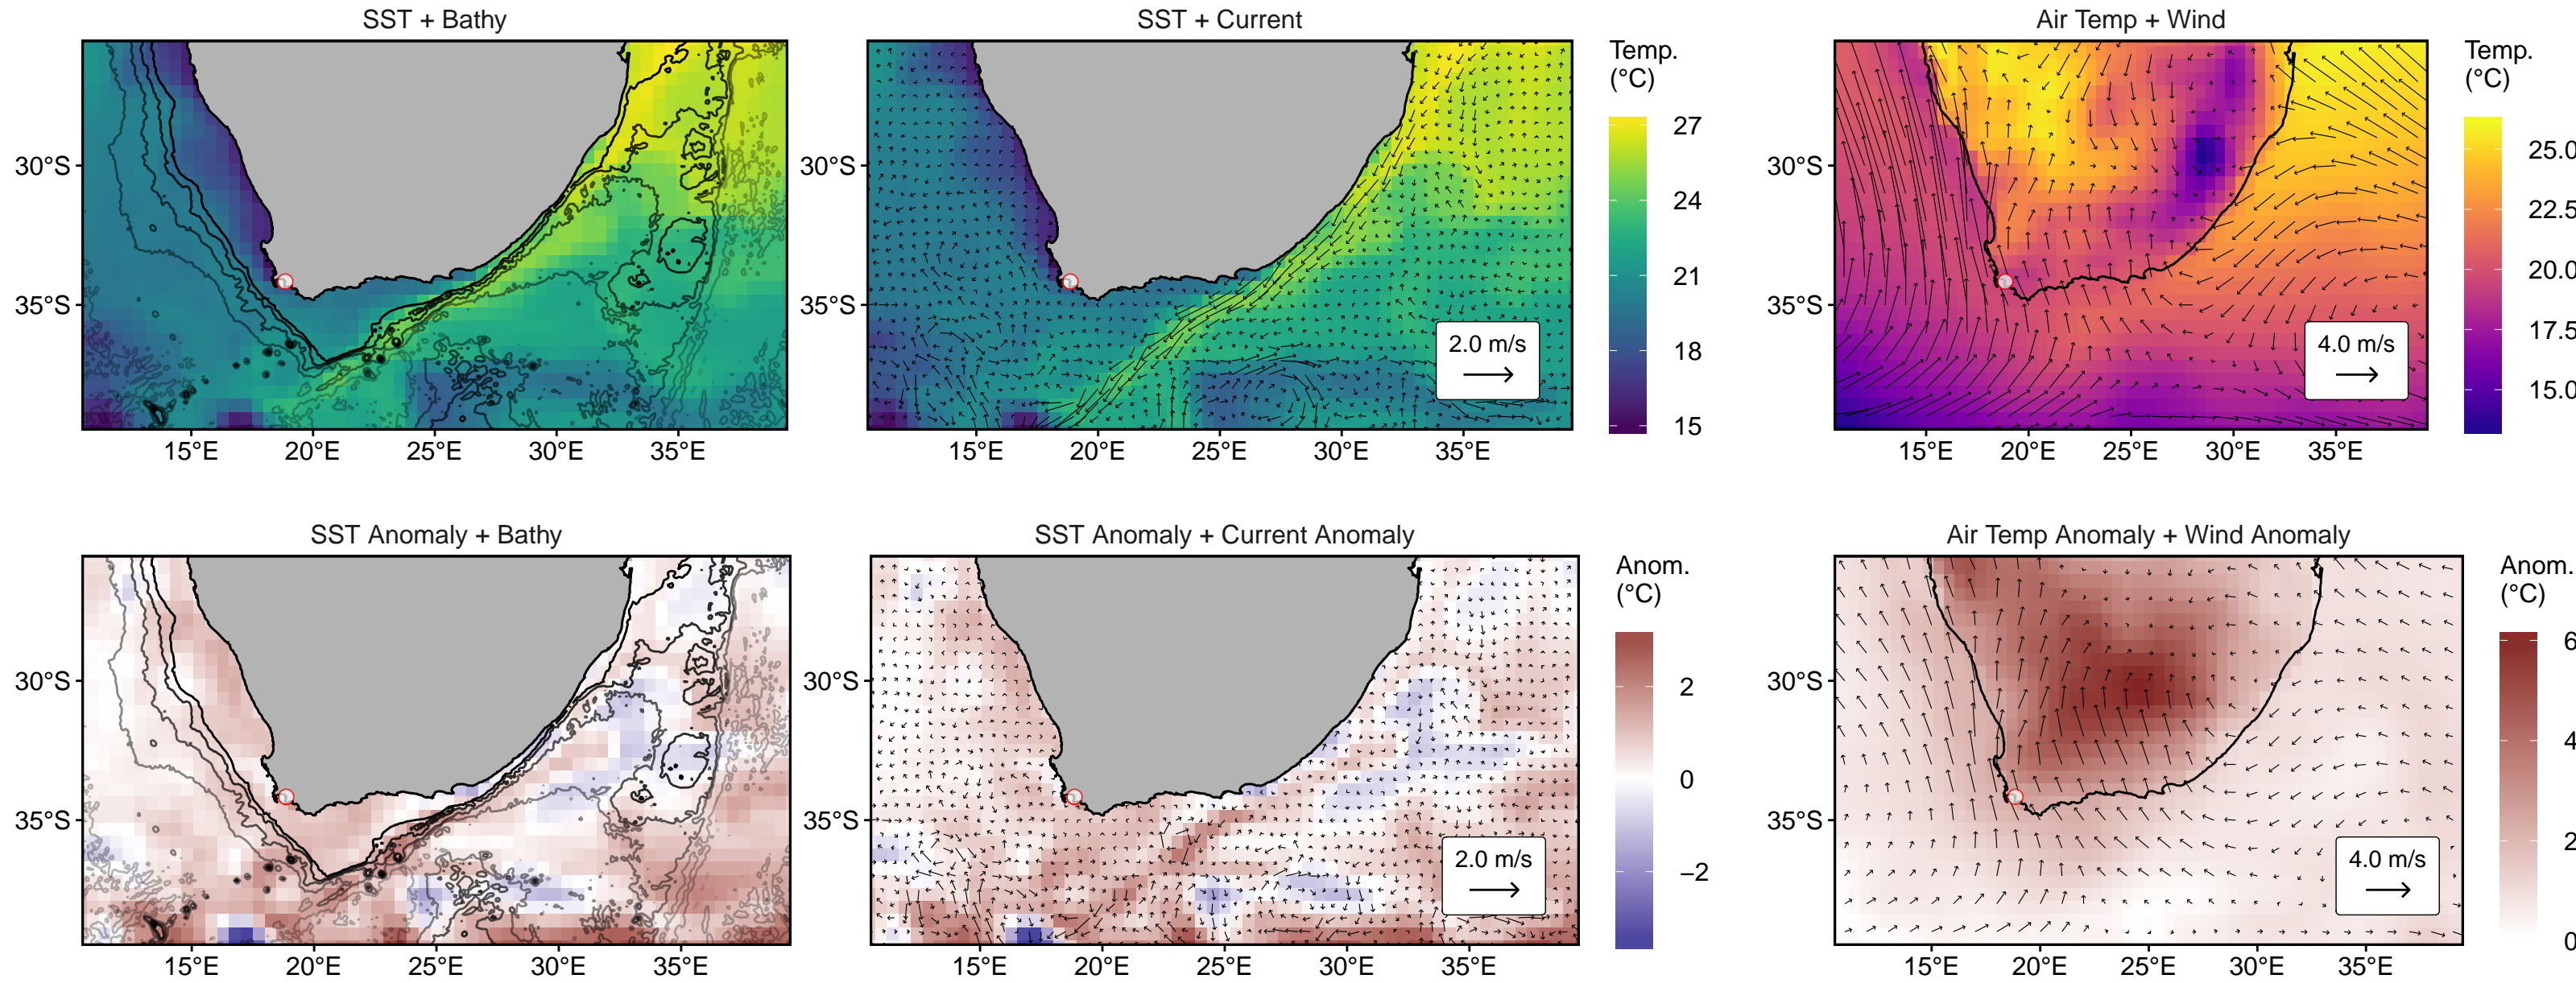 SST + Bathy
30°S
35°S
15°E 20°E 25°E 30°E 35°E
SST + Current
30°S
35°S
2.0 m/s
15°E 20°E 25°E 30°E 35°E
Temp.
(°C)
27
24
21
18
15
Air Temp + Wind
30°S
35°S
4.0 m/s
15°E 20°E 25°E 30°E 35°E
Temp.
(°C)
25.0
22.5
20.0
17.5
15.0
SST Anomaly + Bathy
30°S
35°S
15°E 20°E 25°E 30°E 35°E
SST Anomaly + Current Anomaly
30°S
35°S
2.0 m/s
15°E 20°E 25°E 30°E 35°E
Anom.
(°C)
2
0
−2
Air Temp Anomaly + Wind Anomaly
30°S
35°S
4.0 m/s
15°E 20°E 25°E 30°E 35°E
Anom.
(°C)
6
4
2
0